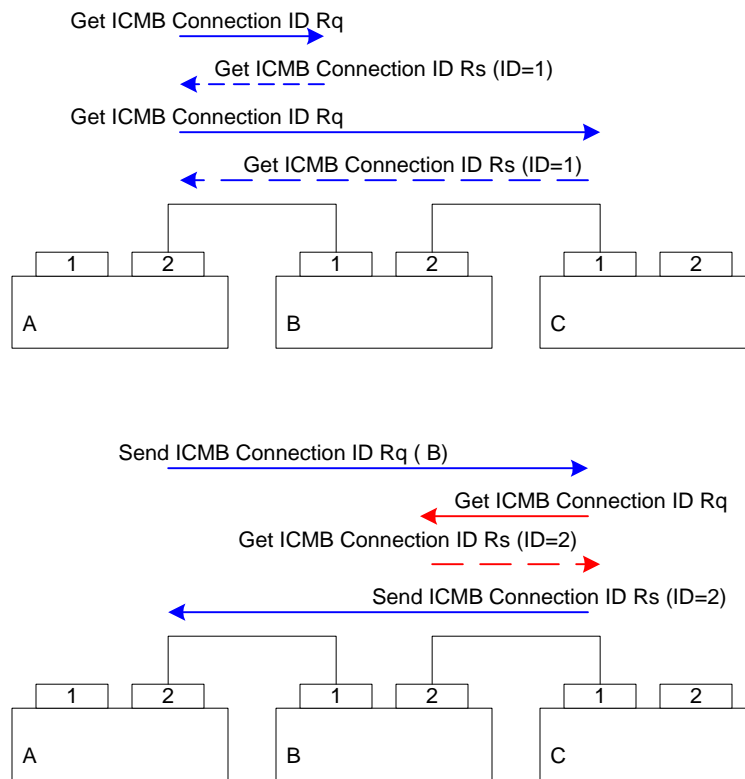 Get ICMB Connection ID Rq
Get ICMB Connection ID Rs (ID=1)
Get ICMB Connection ID Rq
Get ICMB Connection ID Rs (ID=1)
1 2 1 2 1 2
A B C
Send ICMB Connection ID Rq ( B)
Get ICMB Connection ID Rq
Get ICMB Connection ID Rs (ID=2)
Send ICMB Connection ID Rs (ID=2)
1 2 1 2 1 2
A B C